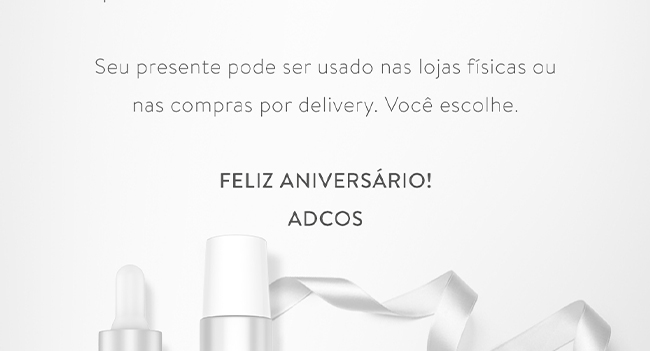 Seu presente pode ser usado nas lojas físicas ou
nas compras por delivery. Você escolhe.
FELIZ ANIVERSÁRIO!
ADCOS